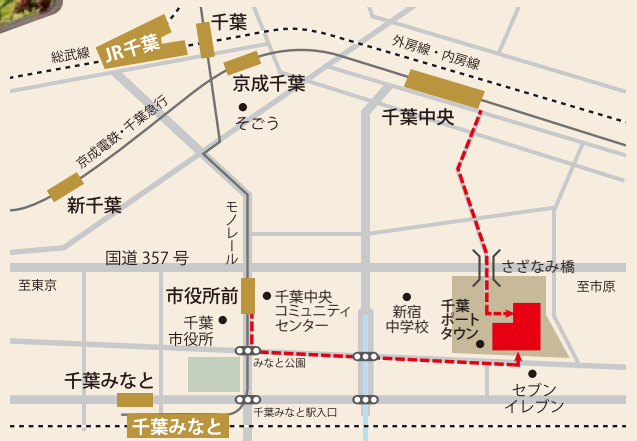 千葉
総武線
JR千葉
外房線・内房線
京成千葉
そごう
千葉中央
京成電鉄・千葉急行
新千葉
モノレール
国道 357 号
さざなみ橋
至東京
至市原
市役所前
千葉中央
コミュニティ
センター
新宿
中学校
千葉
ポート
タウン
千葉
市役所
みなと公園
千葉みなと
セブン
イレブン
千葉みなと駅入口
千葉みなと